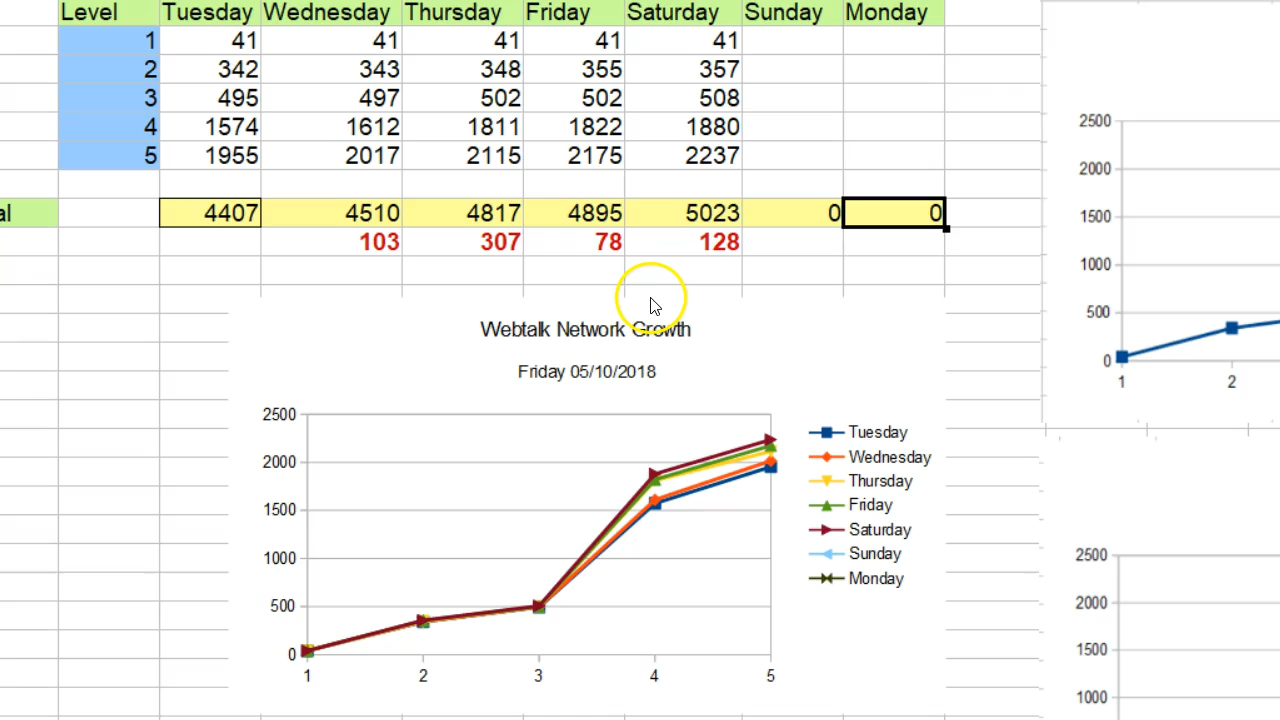 Level Tuesday Wednesday Thursday Friday Saturday Sunday Monday
1 41 41 41 41 41
2 342 343 348 355 357
3 495 497 502 502 508
4 1574 1612 1811 1822 1880
5 1955 2017 2115 2175 2237
al 4407 4510 4817 4895 5023 0 0
103 307 78 128
Webtalk Network Growth
Friday 05/10/2018
2500
2000
1500
1000
500
0
1 2 3 4 5
Tuesday
Wednesday
Thursday
Friday
Saturday
Sunday
Monday
2500
2000
1500
1000
500
0
1 2
2500
2000
1500
1000